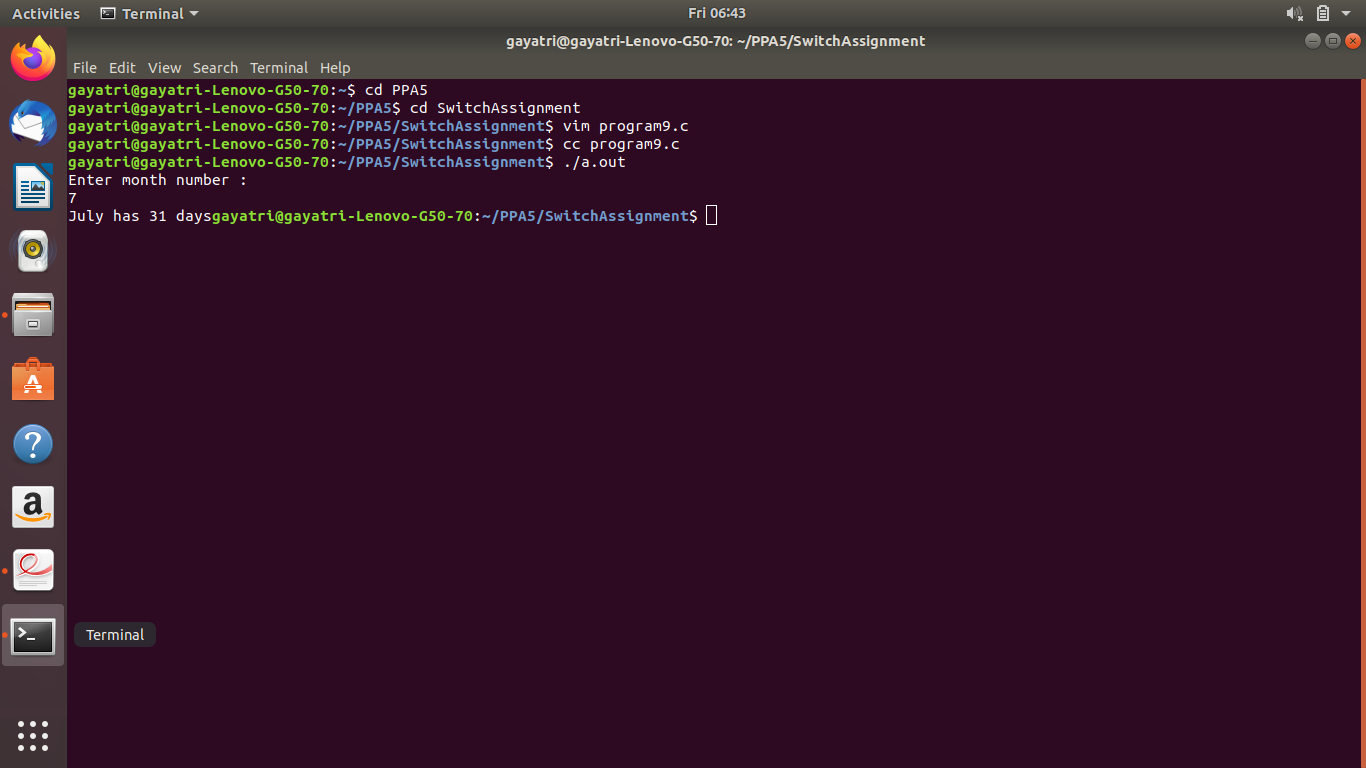 Activities Terminal Fri 06:43
gayatri@gayatri-Lenovo-G50-70: ~/PPA5/SwitchAssignment
File Edit View Search Terminal Help
gayatri@gayatri-Lenovo-G50-70:~$ cd PPA5
gayatri@gayatri-Lenovo-G50-70:~/PPA5$ cd SwitchAssignment
gayatri@gayatri-Lenovo-G50-70:~/PPA5/SwitchAssignment$ vim program9.c
gayatri@gayatri-Lenovo-G50-70:~/PPA5/SwitchAssignment$ cc program9.c
gayatri@gayatri-Lenovo-G50-70:~/PPA5/SwitchAssignment$ ./a.out
Enter month number :
7
July has 31 daysgayatri@gayatri-Lenovo-G50-70:~/PPA5/SwitchAssignment$
Terminal